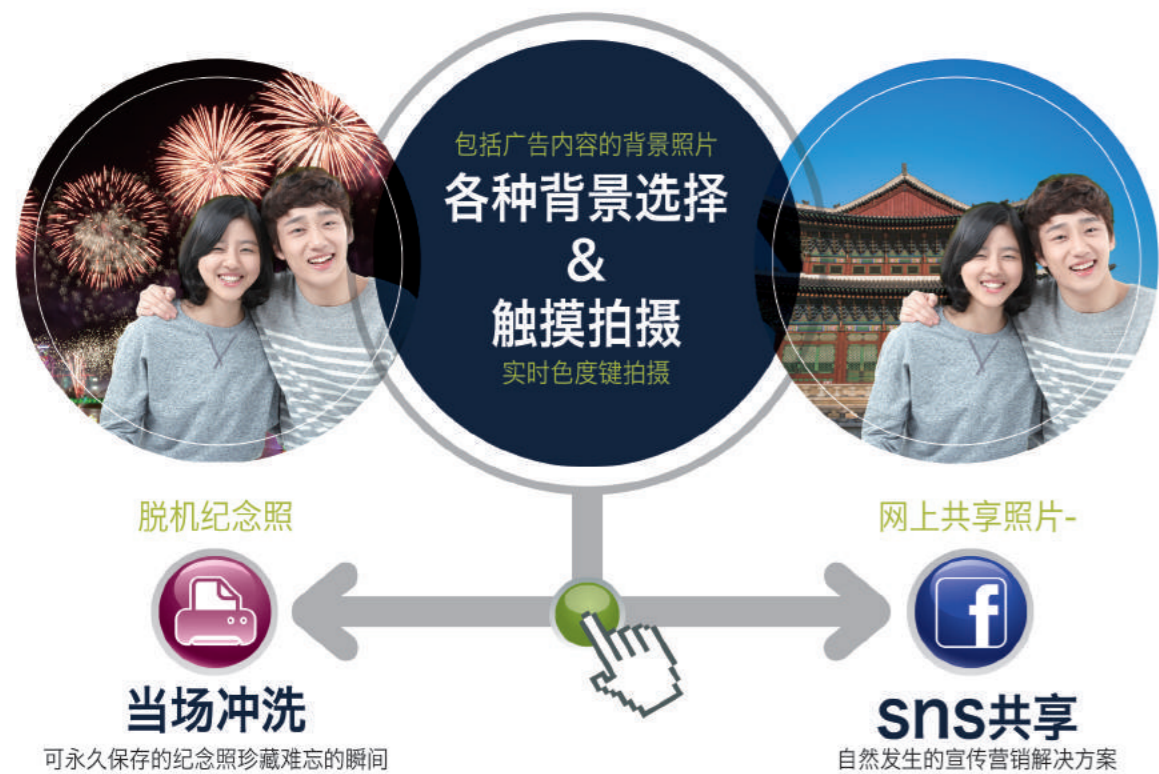 包括广告内容的背景照片
各种背景选择
&
触摸拍摄
实时色度键拍摄
脱机纪念照
网上共享照片-
f
当场冲洗
sns共享
可永久保存的纪念照珍藏难忘的瞬间
自然发生的宣传营销解决方案